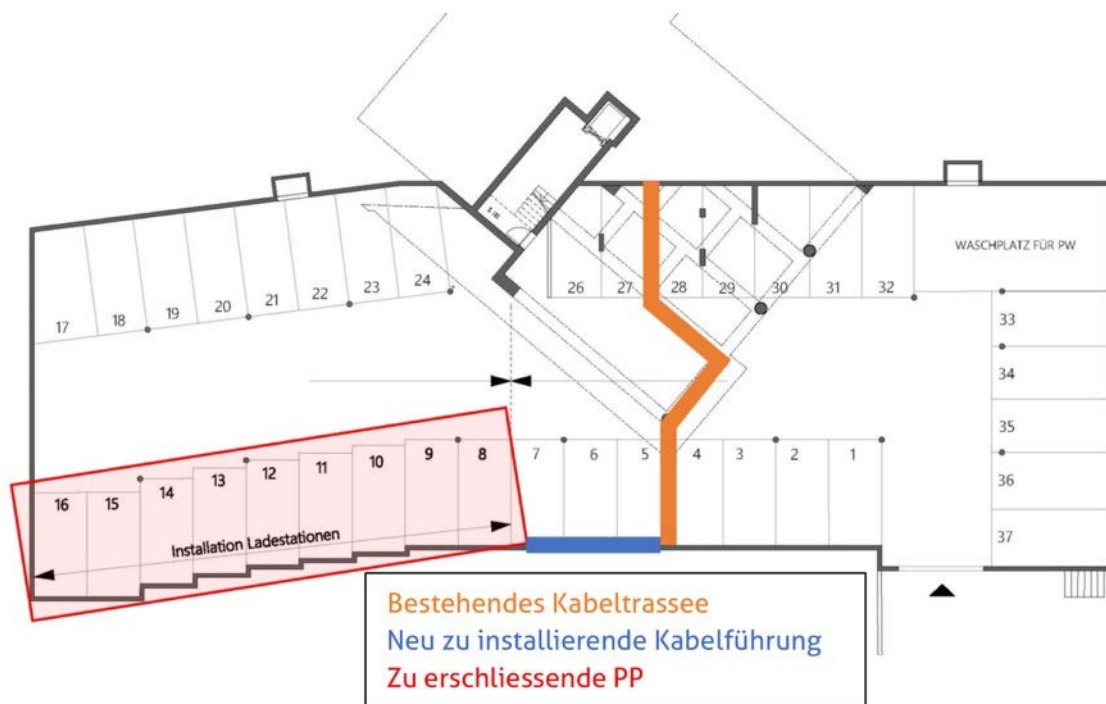 WASCHPLATZ FÜR PW
26 27 28 29 30 31 32
17 18 19 20 21 22 23 24
33
34
35
36
37
16 15 14 13 12 11 10 9 8 7 6 5 4 3 2 1
Installation Ladestationen
Bestehendes Kabeltrassee
Neu zu installierende Kabelführung
Zu erschliessende PP